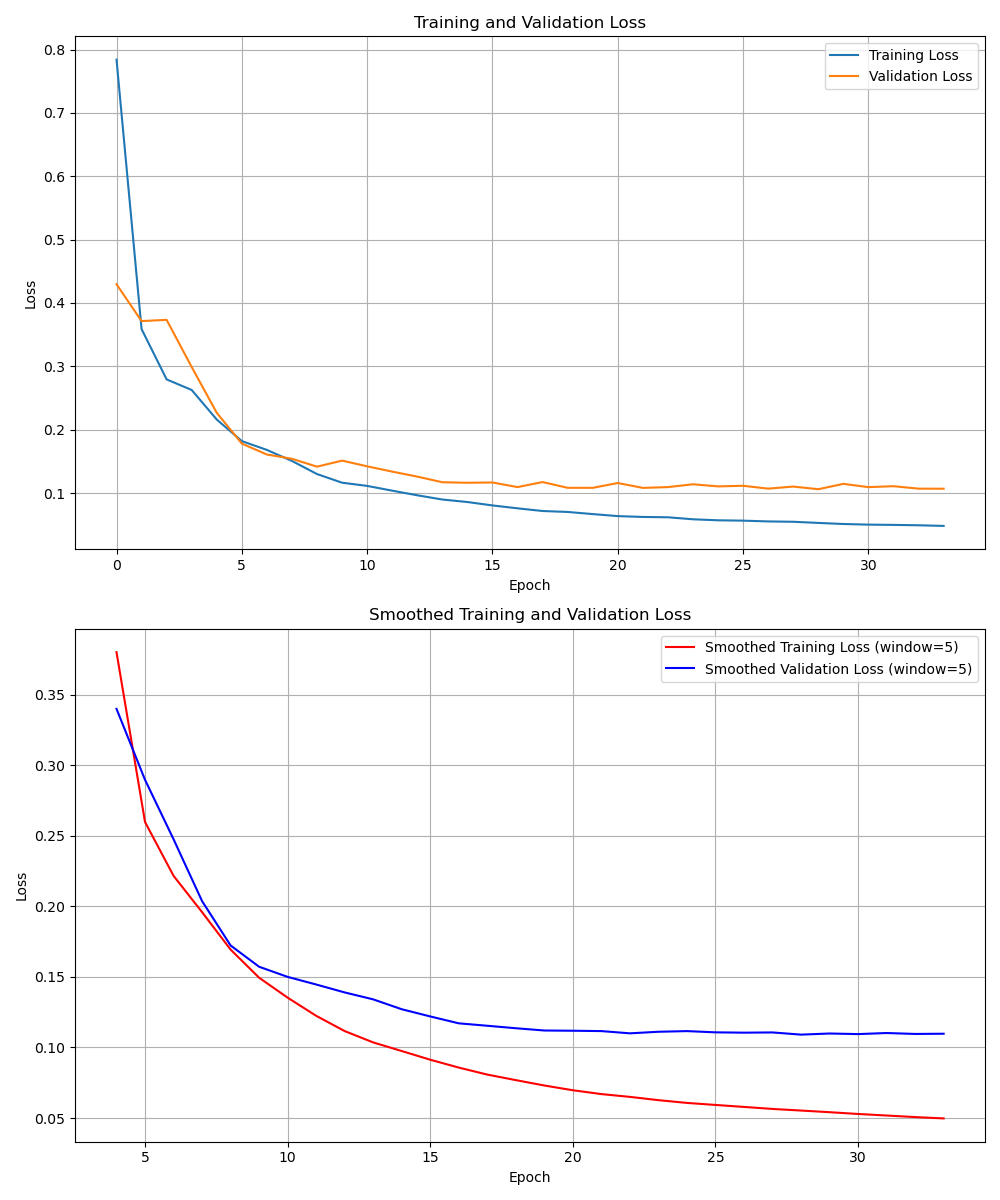 Training and Validation Loss
0.8
0.7
0.6
0.5
0.4
0.3
0.2
0.1
Loss
Training Loss
Validation Loss
0 5 10 15 20 25 30
Epoch
Smoothed Training and Validation Loss
0.35
0.30
0.25
0.20
0.15
0.10
0.05
Loss
Smoothed Training Loss (window=5)
Smoothed Validation Loss (window=5)
5 10 15 20 25 30
Epoch